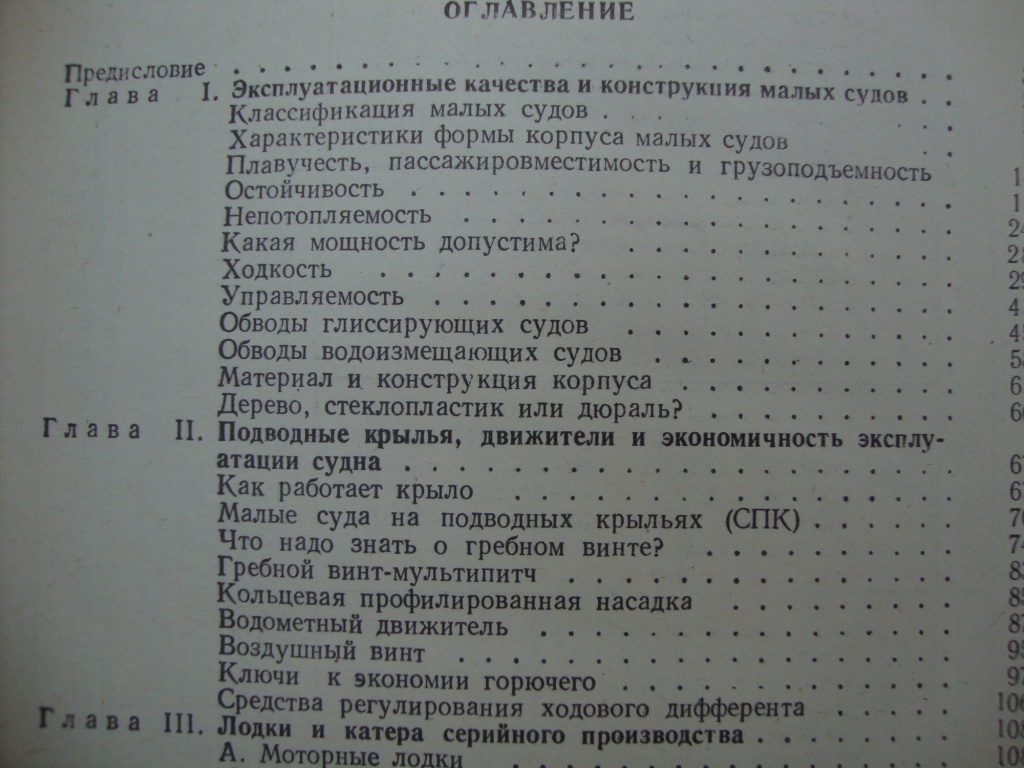 ОГЛАВЛЕНИЕ
Предисловие
Глава I. Эксплуатационные качества и конструкция малых судов
Классификация малых судов
Характеристики формы корпуса малых судов
Плавучесть, пассажировместимость и грузоподъемность
Остойчивость
Непотопляемость
Какая мощность допустима?
Ходкость
Управляемость
Обводы глиссирующих судов
Обводы водоизмещающих судов
Материал и конструкция корпуса
Дерево, стеклопластик или дюраль?
Глава II. Подводные крылья, движители и экономичность эксплу-
атации судна
Как работает крыло
Малые суда на подводных крыльях (СПК)
Что надо знать о гребном винте?
Гребной винт-мультипитч
Кольцевая профилированная насадка
Водометный движитель
Воздушный винт
Ключи к экономии горючего
Средства регулирования ходового дифферента
Глава III. Лодки и катера серийного производства
А. Моторные лодки